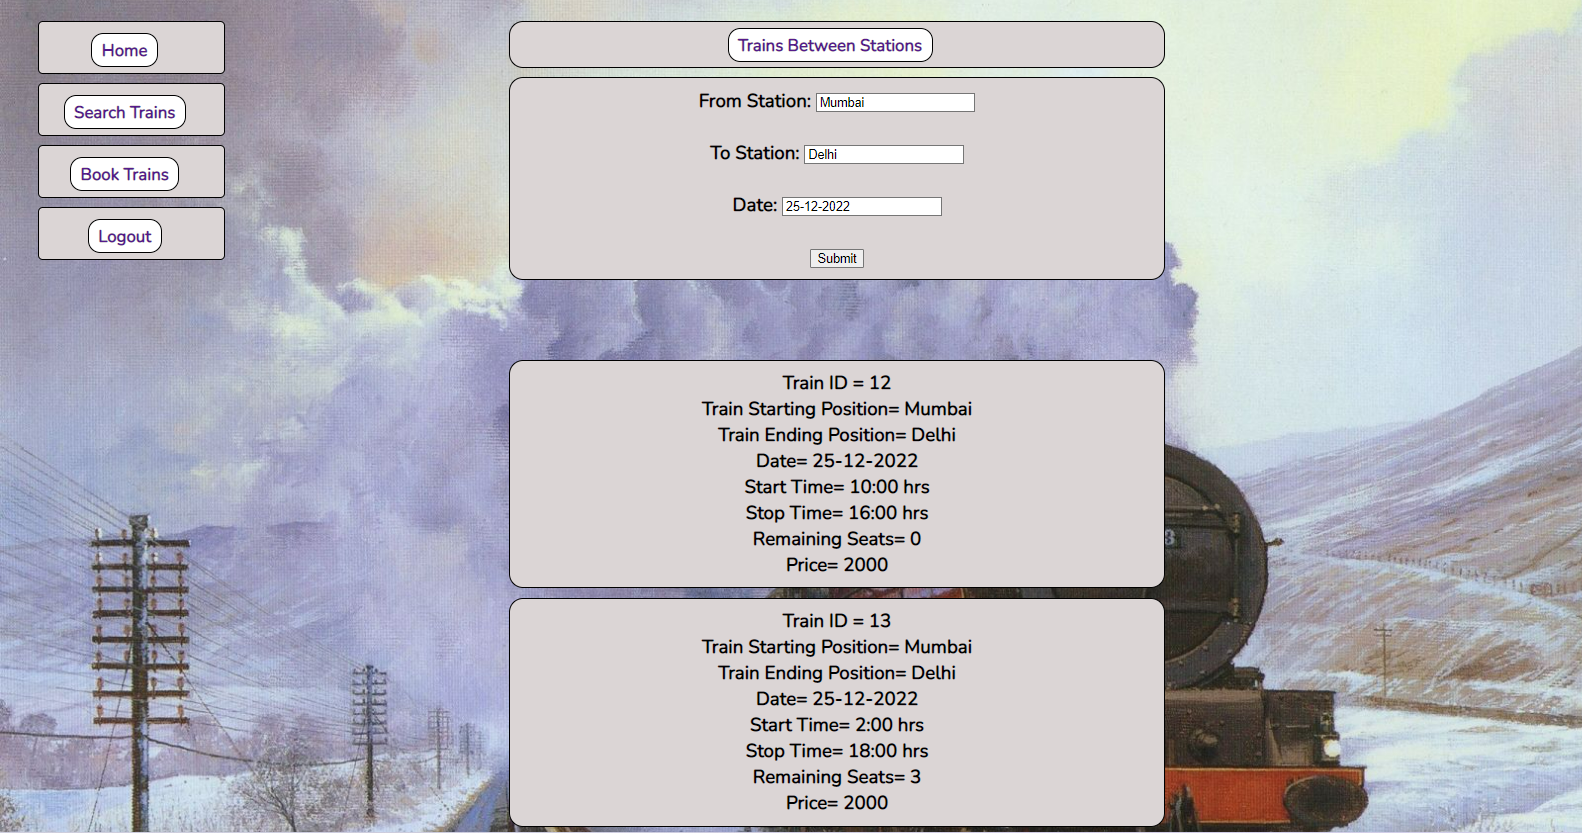 Home
Search Trains
Book Trains
Logout
Trains Between Stations
From Station: Mumbai
To Station: Delhi
Date: 25-12-2022
Submit
Train ID = 12
Train Starting Position= Mumbai
Train Ending Position= Delhi
Date= 25-12-2022
Start Time= 10:00 hrs
Stop Time= 16:00 hrs
Remaining Seats= 0
Price= 2000
Train ID = 13
Train Starting Position= Mumbai
Train Ending Position= Delhi
Date= 25-12-2022
Start Time= 2:00 hrs
Stop Time= 18:00 hrs
Remaining Seats= 3
Price= 2000